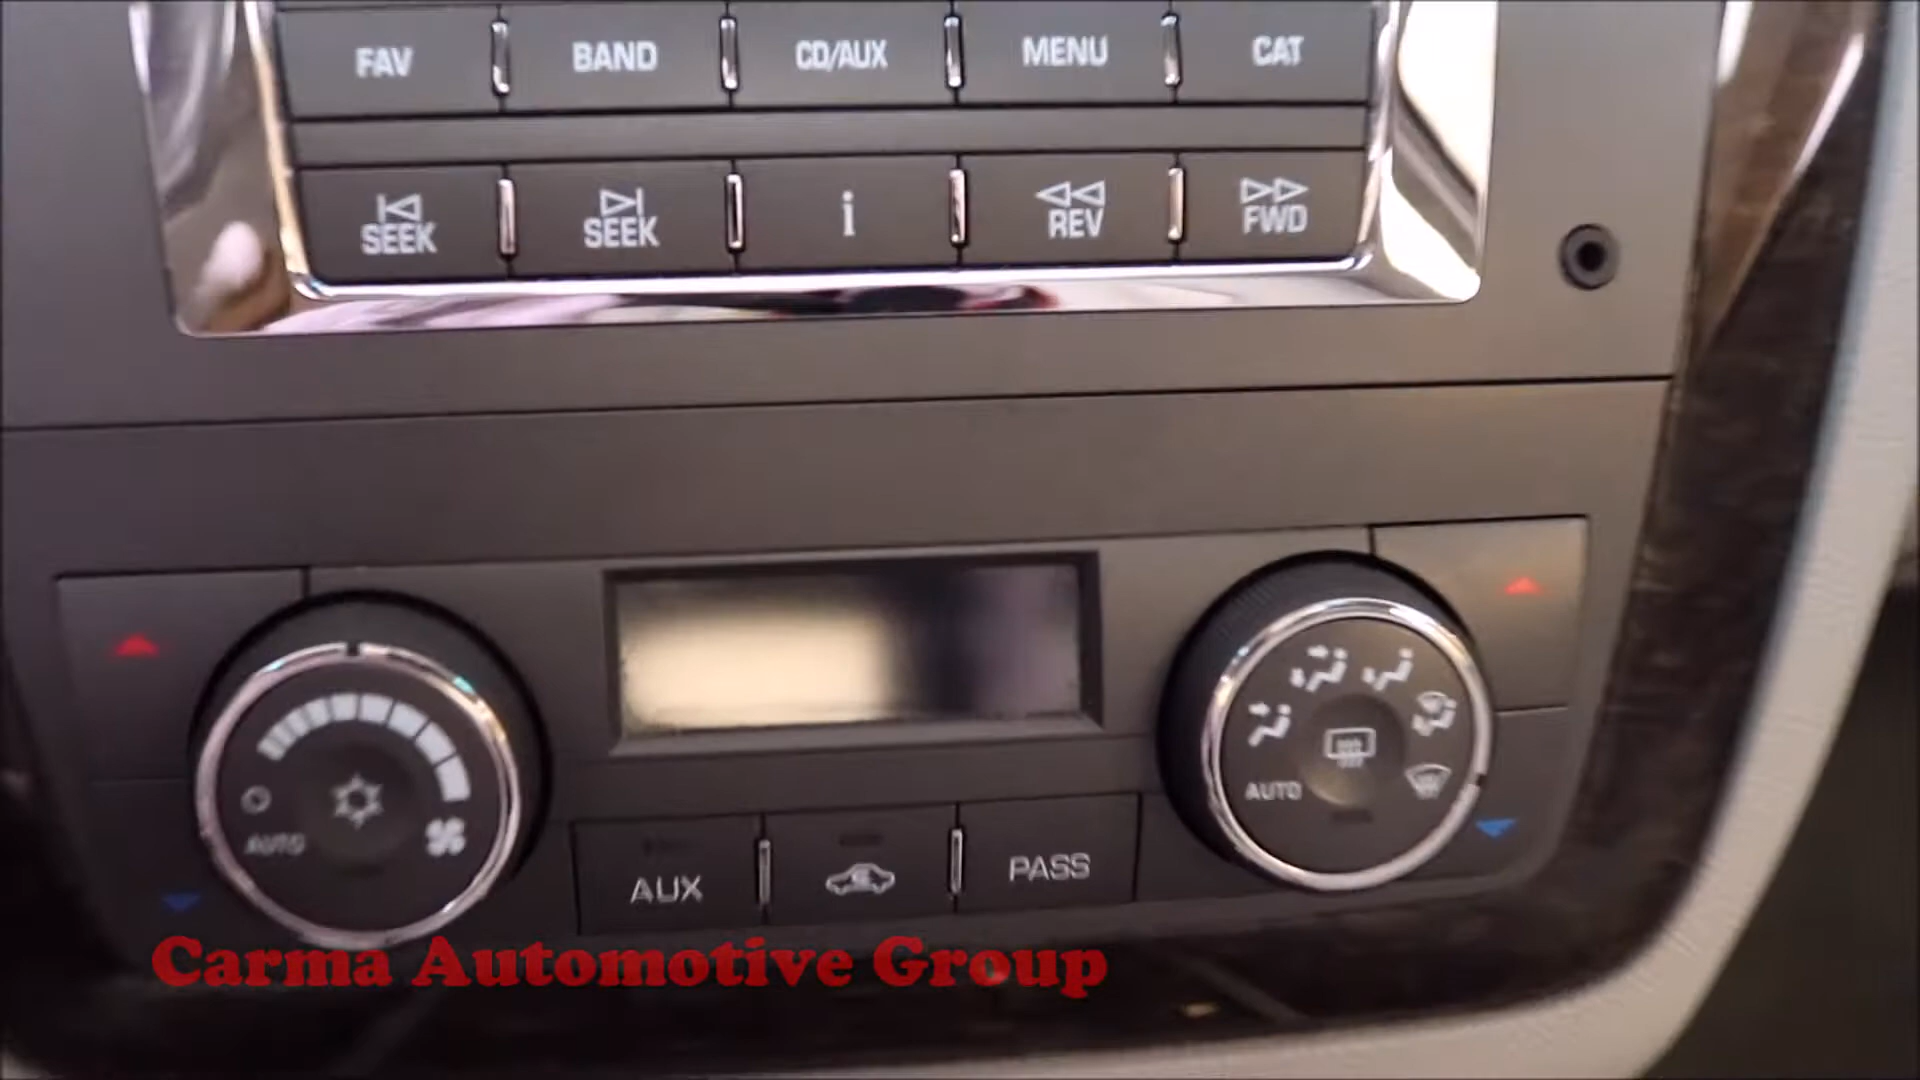 FAV BAND CD/AUX MENU CAT
SEEK SEEK i REV FWD
AUTO
AUTO
AUX PASS
Carma Automotive Group